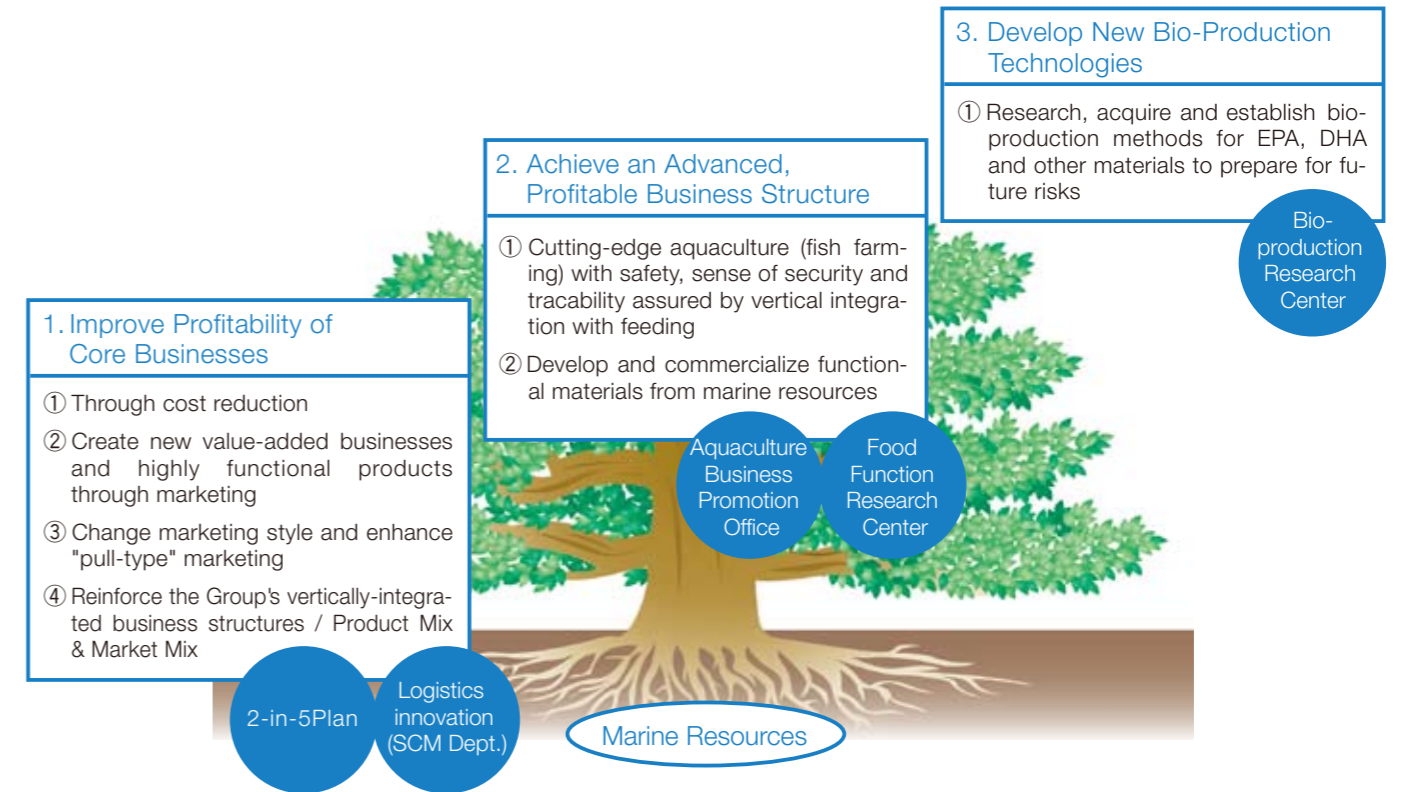 3. Develop New Bio-Production
Technologies
① Research, acquire and establish bio-
production methods for EPA, DHA
and other materials to prepare for fu-
ture risks
Bio-
production
Research
Center
2. Achieve an Advanced,
Profitable Business Structure
① Cutting-edge aquaculture (fish farm-
ing) with safety, sense of security and
tracability assured by vertical integra-
tion with feeding
② Develop and commercialize function-
al materials from marine resources
Aquaculture
Business
Promotion
Office
Food
Function
Research
Center
1. Improve Profitability of
Core Businesses
① Through cost reduction
② Create new value-added businesses
and highly functional products
through marketing
③ Change marketing style and enhance
"pull-type" marketing
④ Reinforce the Group's vertically-integra-
ted business structures / Product Mix
& Market Mix
2-in-5Plan
Logistics
innovation
(SCM Dept.)
Marine Resources